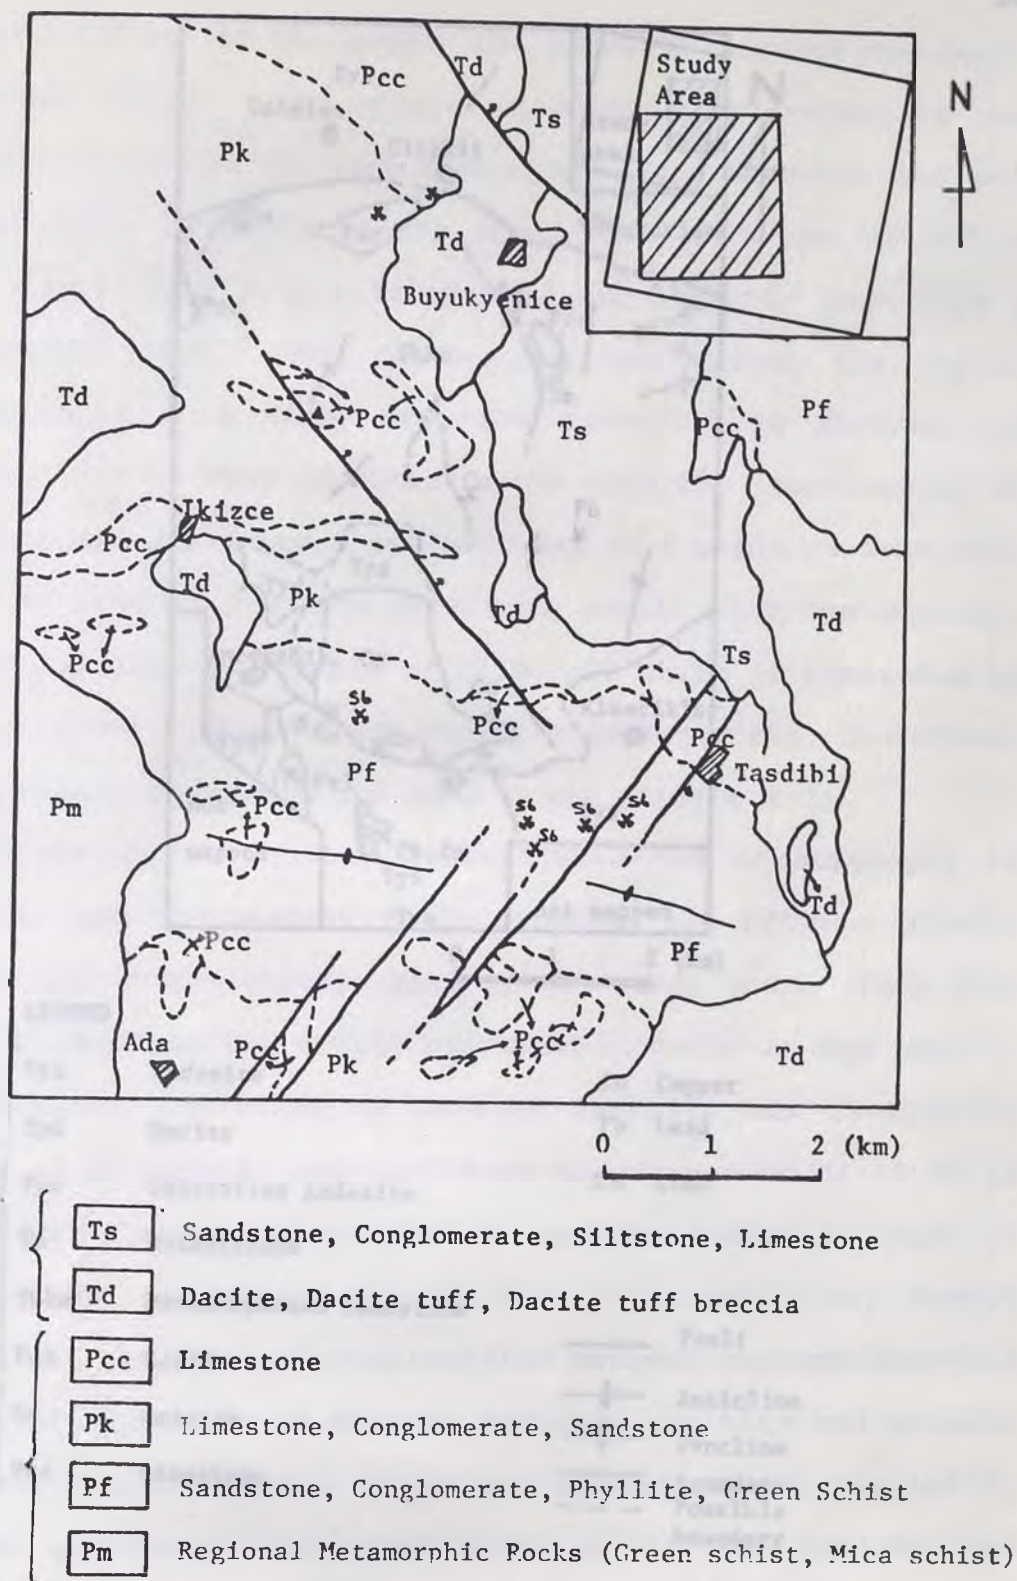 Pcc
Td
Study
Area
N
Ts
Pk
Td
Buyukyenice
Td
Pcc
Ts
Pcc
Pf
Ikizce
Pcc
Td
Pk
Td
Td
Pcc
Ts
Sb
Pcc
Pcc
Tasdibi
Pf
Pm
Pcc
Sb
Sb
Sb
Td
Pcc
Pf
Ada
Pcc
Pk
Pcc
Td
0 1 2 (km)
Ts Sandstone, Conglomerate, Siltstone, Limestone
Td Dacite, Dacite tuff, Dacite tuff breccia
Pcc Limestone
Pk Limestone, Conglomerate, Sandstone
Pf Sandstone, Conglomerate, Phyllite, Green Schist
Pm Regional Metamorphic Rocks (Green schist, Mica schist)